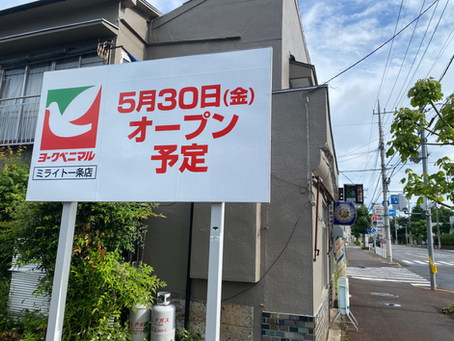 5月30日(金)
オープン
予定
ヨークベニマル
ミライト一条店